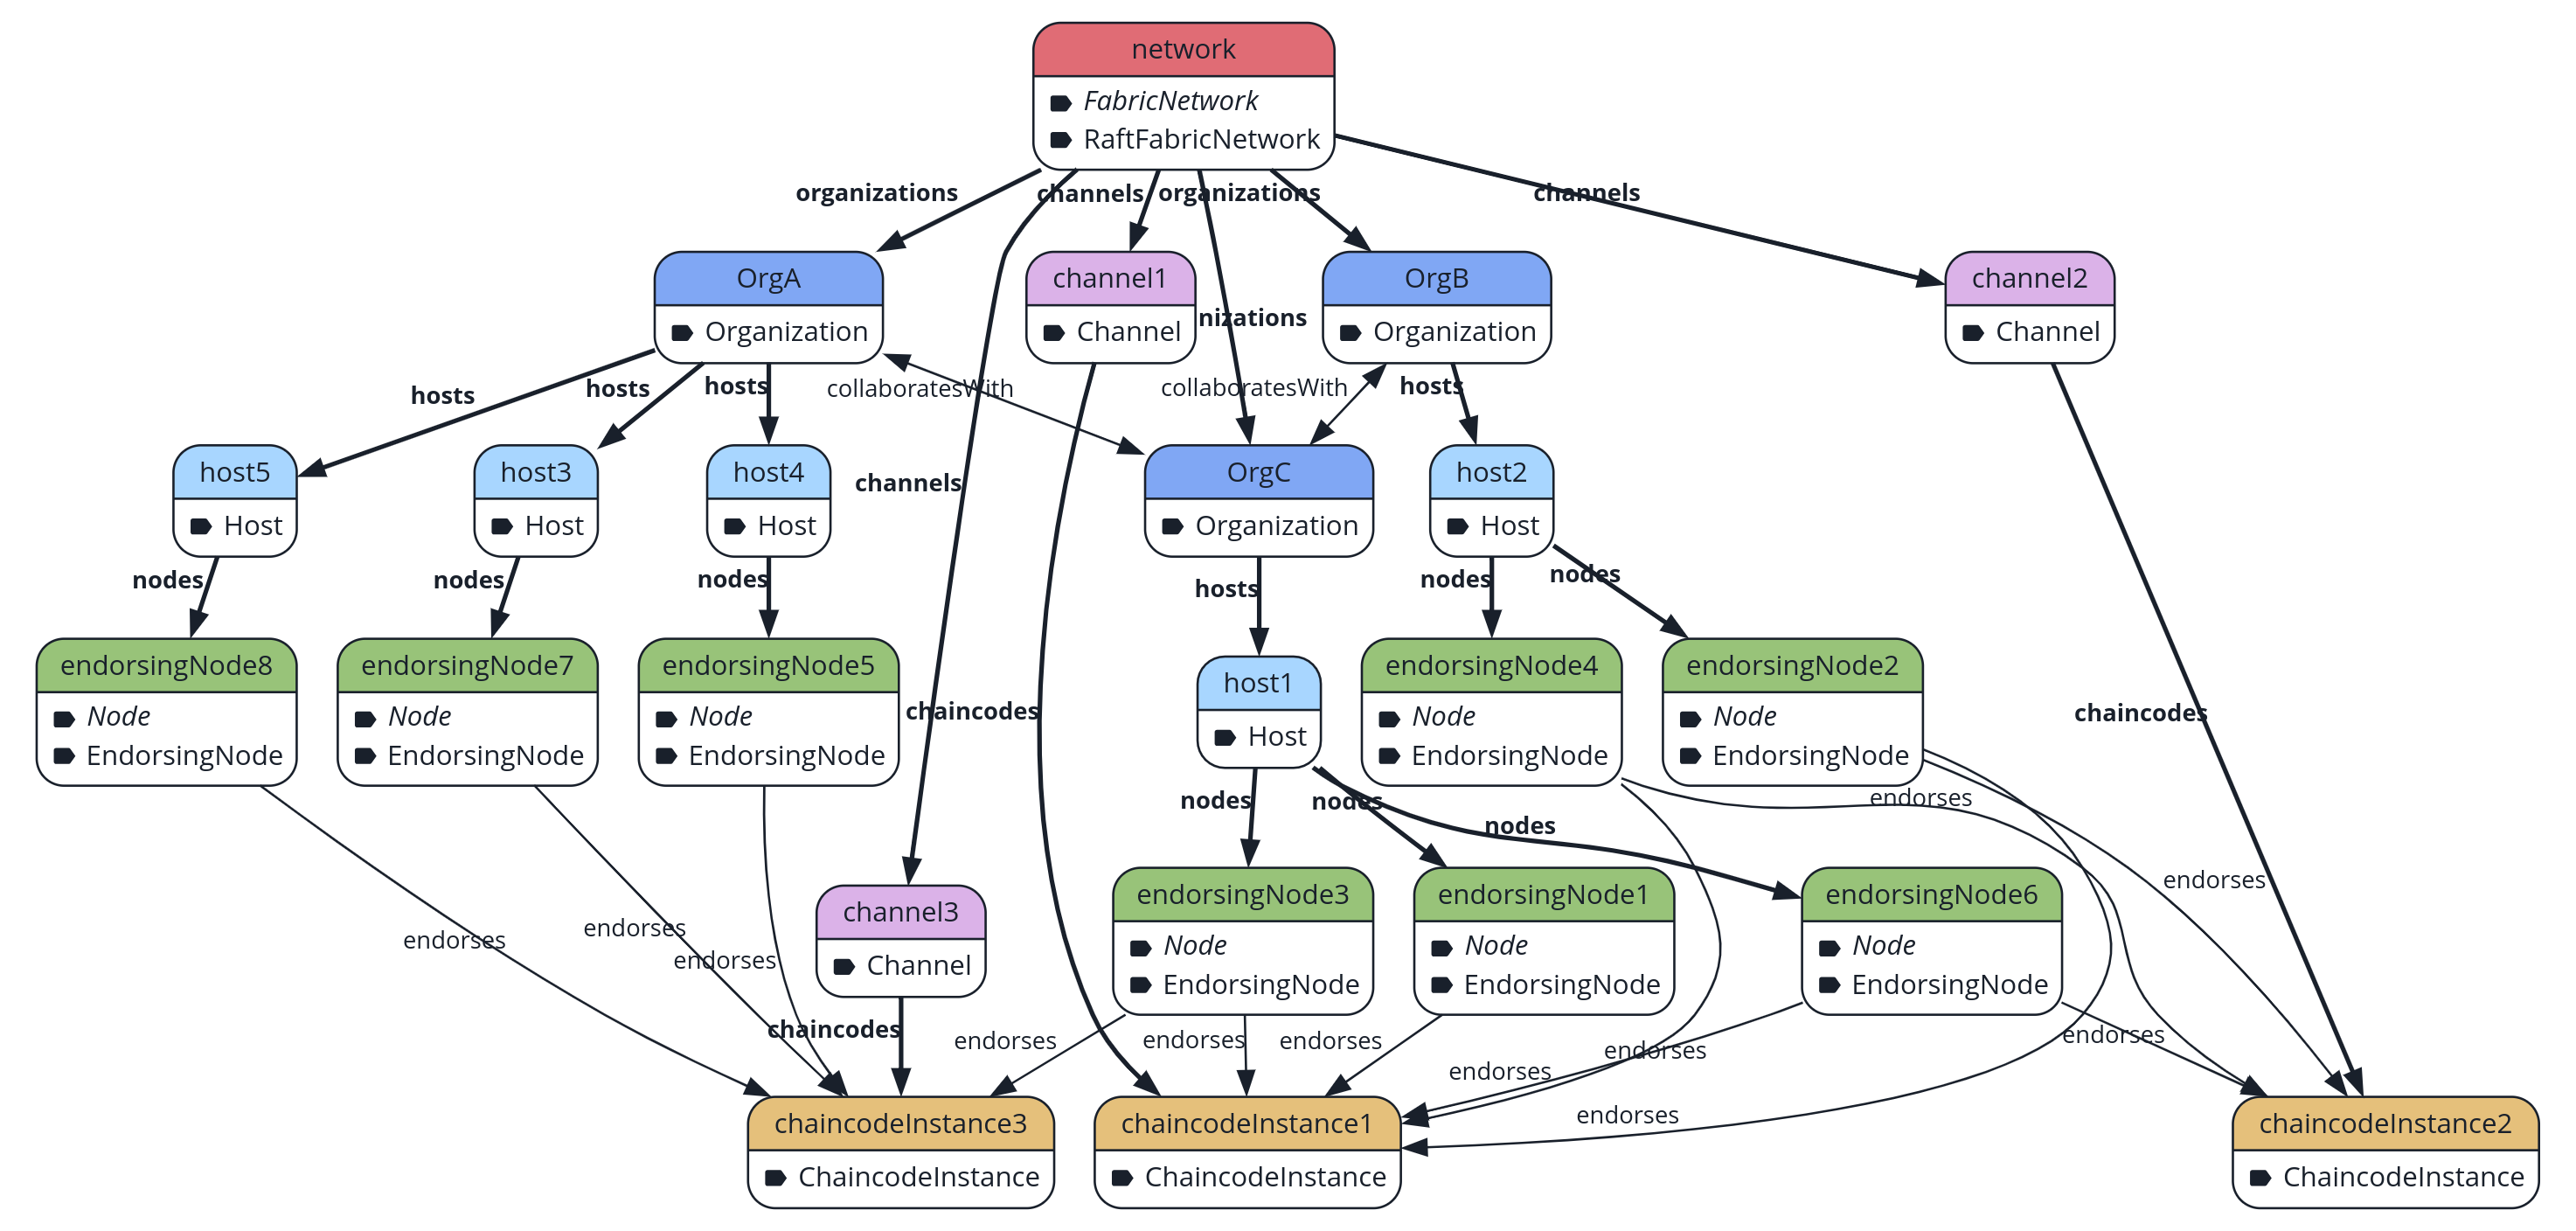 network
FabricNetwork
RaftFabricNetwork
organizations
channels
organizations
channels
OrgA
Organization
channel1
Channel
nizations
OrgB
Organization
channel2
Channel
hosts
hosts
hosts
collaboratesWith
collaboratesWith
hosts
host5
Host
host3
Host
host4
Host
channels
OrgC
Organization
host2
Host
nodes
nodes
nodes
hosts
nodes
nodes
endorsingNode8
Node
EndorsingNode
endorsingNode7
Node
EndorsingNode
endorsingNode5
Node
EndorsingNode
chaincodes
host1
Host
endorsingNode4
Node
EndorsingNode
endorsingNode2
Node
EndorsingNode
chaincodes
nodes
nodes
nodes
endorses
endorses
endorses
endorses
endorses
channel3
Channel
endorsingNode3
Node
EndorsingNode
endorsingNode1
Node
EndorsingNode
endorsingNode6
Node
EndorsingNode
chaincodes
endorses
endorses
endorses
endorses
endorses
endorses
endorses
chaincodeInstance3
ChaincodeInstance
chaincodeInstance1
ChaincodeInstance
chaincodeInstance2
ChaincodeInstance